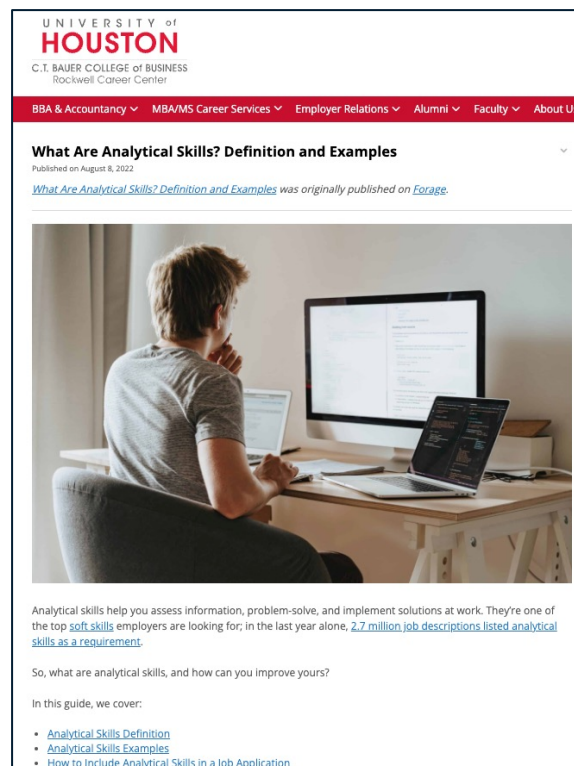 UNIVERSITY of
HOUSTON
C.T. BAUER COLLEGE of BUSINESS
Rockwell Career Center
BBA & Accountancy MBA/MS Career Services Employer Relations Alumni Faculty About U
What Are Analytical Skills? Definition and Examples
Published on August 8, 2022
What Are Analytical Skills? Definition and Examples was originally published on Forage.
Analytical skills help you assess information, problem-solve, and implement solutions at work. They're one of
the top soft skills employers are looking for; in the last year alone, 2.7 million job descriptions listed analytical
skills as a requirement.
So, what are analytical skills, and how can you improve yours?
In this guide, we cover:
Analytical Skills Definition
Analytical Skills Examples
How to Include Analytical Skills in a Job Application